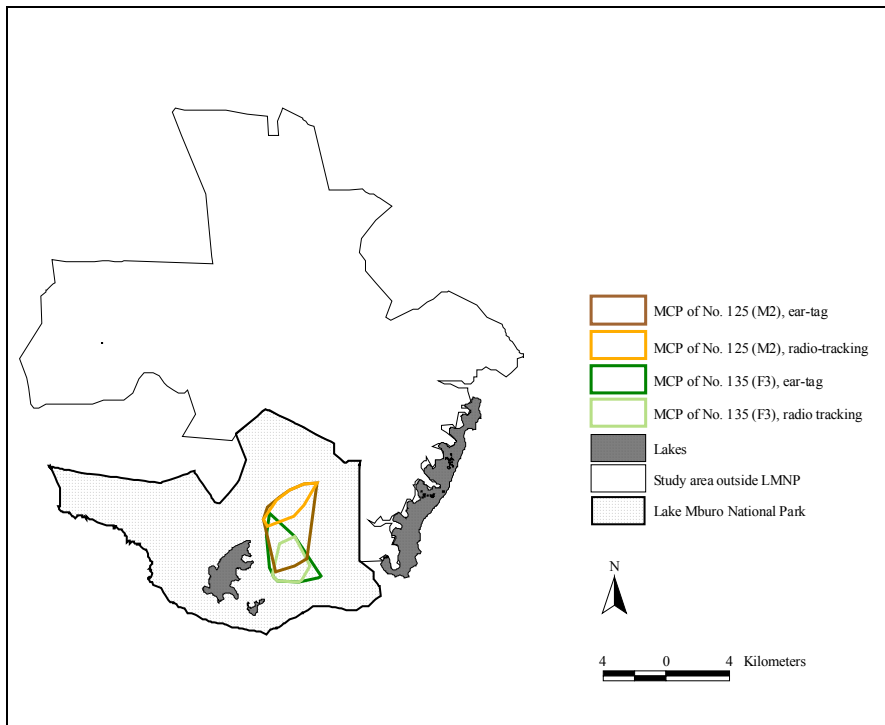 MCP of No. 125 (M2), ear-tag
MCP of No. 125 (M2), radio-tracking
MCP of No. 135 (F3), ear-tag
MCP of No. 135 (F3), radio tracking
Lakes
Study area outside LMNP
Lake Mburo National Park
N
4 0 4 Kilometers